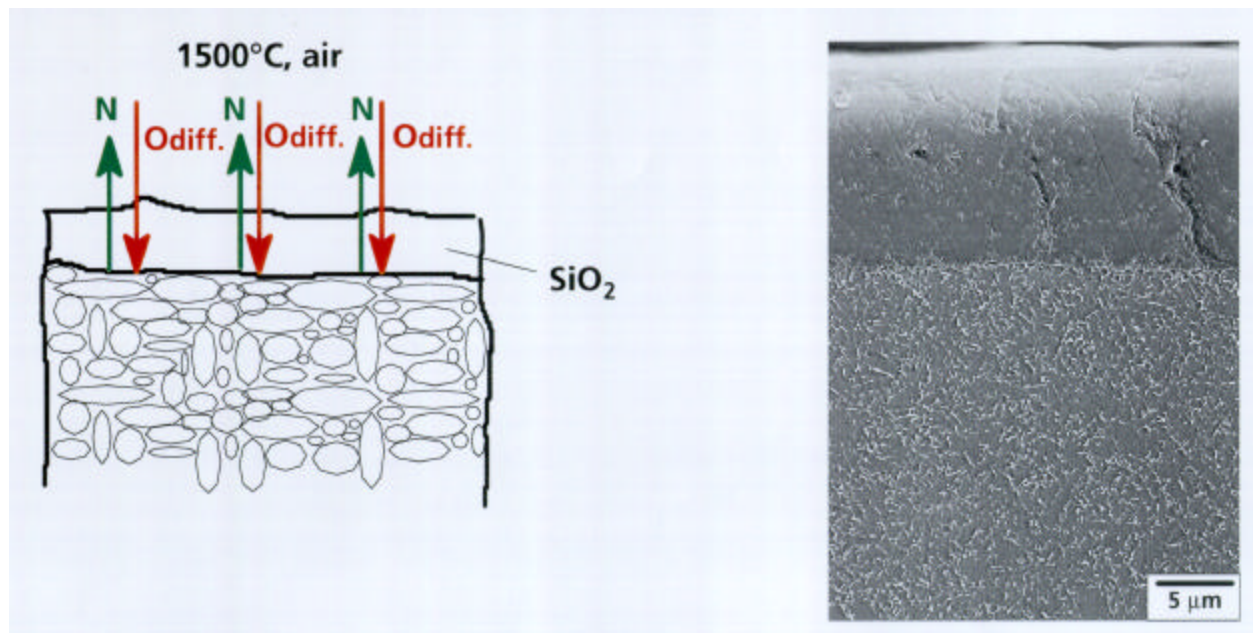 1500°C, air
N Odiff. N Odiff. N Odiff.
SiO₂
5 µm